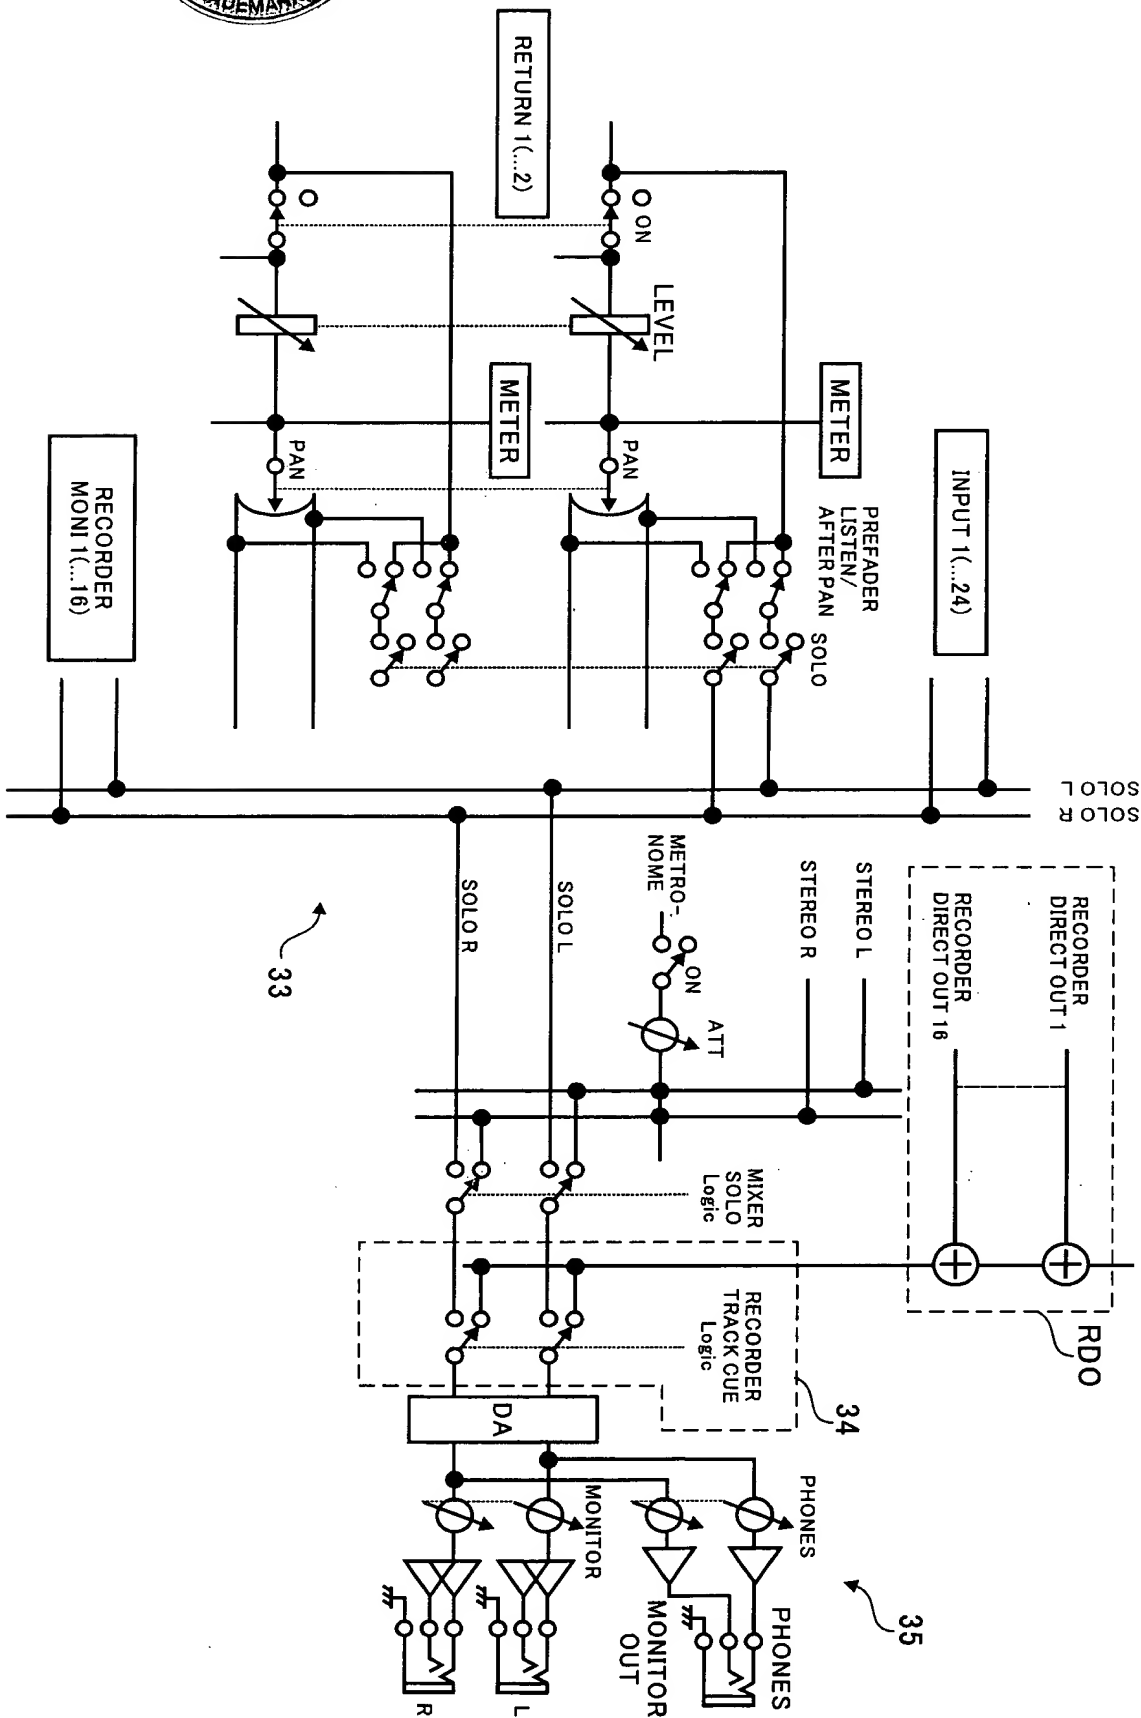 RETURN 1(...2)
ON
LEVEL
METER
METER
PAN
PAN
PREFADER
LISTEN/
AFTER PAN
SOLO
INPUT 1(...24)
RECORDER
MONI 1(...16)
SOLO L
SOLO R
RECORDER
DIRECT OUT 1
RECORDER
DIRECT OUT 16
RDO
STEREO L
STEREO R
METRO-
NOME
ON
ATT
SOLO L
SOLO R
33
MIXER
SOLO
Logic
RECORDER
TRACK CUE
Logic
34
DA
PHONES
MONITOR
35
PHONES
MONITOR
OUT
L
R